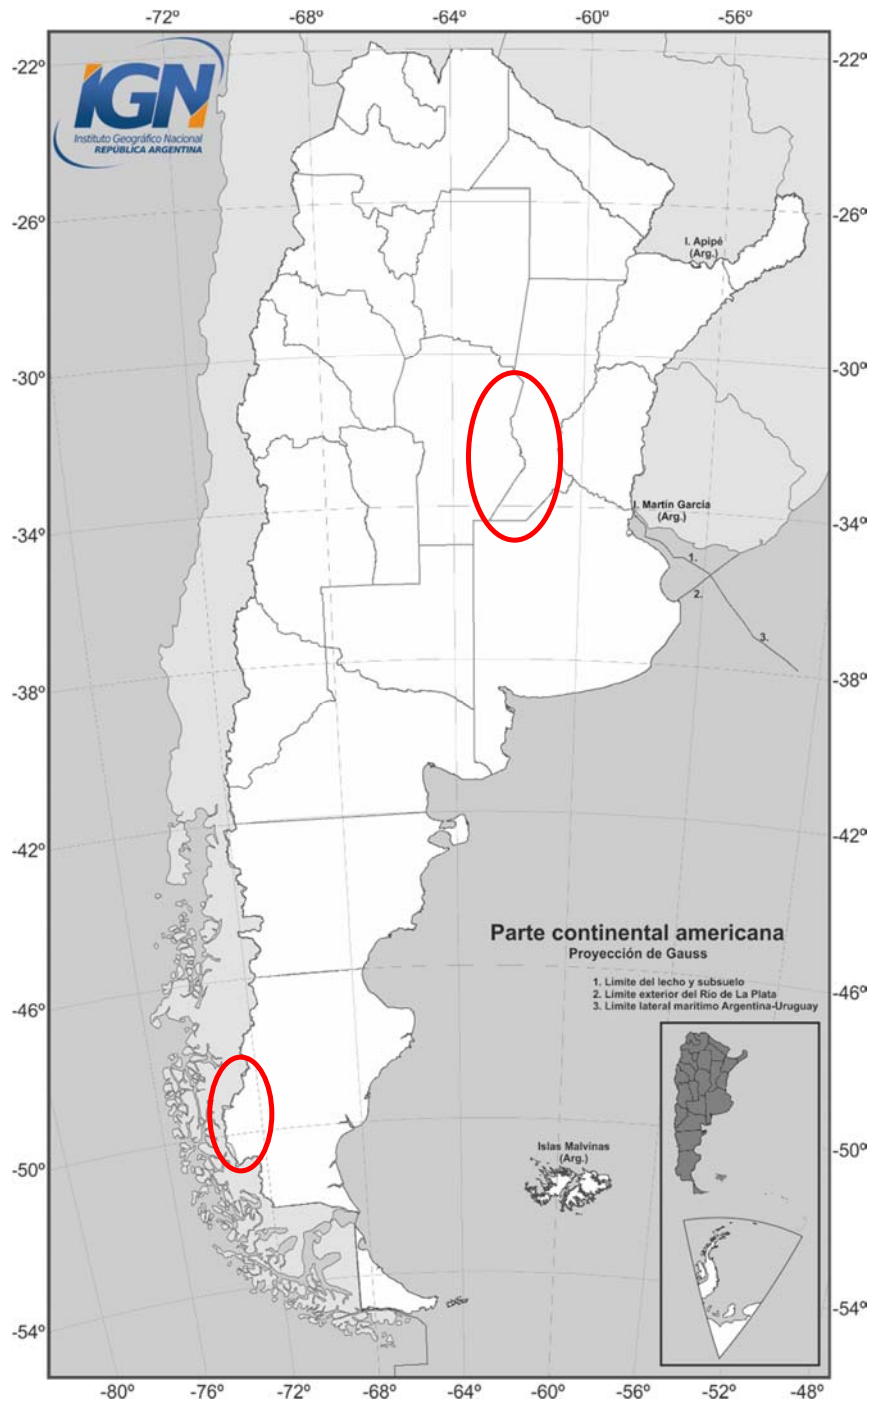 -72º -68º -64º -60º -56º
-22º -22º
IGN
Instituto Geográfico Nacional
REPÚBLICA ARGENTINA
-26º -26º
I. Apipé
(Arg.)
-30º -30º
I. Martín García
(Arg.)
-34º -34º
1.
2.
3.
-38º -38º
-42º -42º
Parte continental americana
Proyección de Gauss
1. Limite del lecho y subsuelo
2. Limite exterior del Río de La Plata
3. Limite lateral marítimo Argentina-Uruguay
-46º -46º
Islas Malvinas
(Arg.)
-50º -50º
-54º -54º
-80º -76º -72º -68º -64º -60º -56º -52º -48º